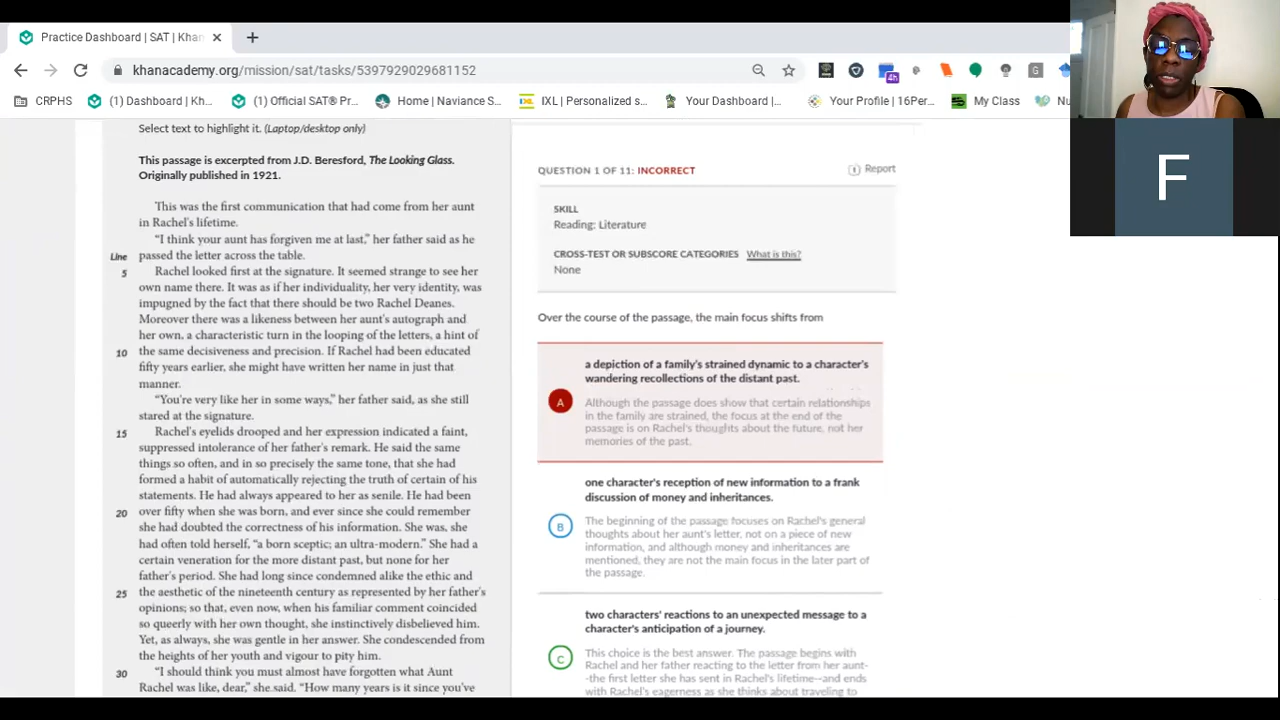 Practice Dashboard | SAT | Khan
khanacademy.org/mission/sat/tasks/5397929029681152
4h
G
CRPHS
(1) Dashboard | Kh...
(1) Official SAT® Pr...
Home | Naviance S...
IXL | Personalized s...
Your Dashboard |...
Your Profile | 16Per...
My Class
Nu
F
Select text to highlight it. (Laptop/desktop only)
This passage is excerpted from J.D. Beresford, The Looking Glass.
Originally published in 1921.
This was the first communication that had come from her aunt
in Rachel's lifetime.
“I think your aunt has forgiven me at last,” her father said as he
Line passed the letter across the table.
5 Rachel looked first at the signature. It seemed strange to see her
own name there. It was as if her individuality, her very identity, was
impugned by the fact that there should be two Rachel Deanes.
Moreover there was a likeness between her aunt's autograph and
her own, a characteristic turn in the looping of the letters, a hint of
10 the same decisiveness and precision. If Rachel had been educated
fifty years earlier, she might have written her name in just that
manner.
“You're very like her in some ways,” her father said, as she still
stared at the signature.
15 Rachel's eyelids drooped and her expression indicated a faint,
suppressed intolerance of her father's remark. He said the same
things so often, and in so precisely the same tone, that she had
formed a habit of automatically rejecting the truth of certain of his
statements. He had always appeared to her as senile. He had been
20 over fifty when she was born, and ever since she could remember
she had doubted the correctness of his information. She was, she
had often told herself, “a born sceptic; an ultra-modern.” She had a
certain veneration for the more distant past, but none for her
father's period. She had long since condemned alike the ethic and
25 the aesthetic of the nineteenth century as represented by her father's
opinions; so that, even now, when his familiar comment coincided
so queerly with her own thought, she instinctively disbelieved him.
Yet, as always, she was gentle in her answer. She condescended from
the heights of her youth and vigour to pity him.
30 “I should think you must almost have forgotten what Aunt
Rachel was like, dear,” she said. “How many years is it since you've
QUESTION 1 OF 11: INCORRECT
Report
SKILL
Reading: Literature
CROSS-TEST OR SUBSCORE CATEGORIES What is this?
None
Over the course of the passage, the main focus shifts from
a depiction of a family's strained dynamic to a character's
wandering recollections of the distant past.
A
Although the passage does show that certain relationships
in the family are strained, the focus at the end of the
passage is on Rachel's thoughts about the future, not her
memories of the past.
one character's reception of new information to a frank
discussion of money and inheritances.
B
The beginning of the passage focuses on Rachel's general
thoughts about her aunt's letter, not on a piece of new
information, and although money and inheritances are
mentioned, they are not the main focus in the later part of
the passage.
two characters' reactions to an unexpected message to a
character's anticipation of a journey.
C
This choice is the best answer. The passage begins with
Rachel and her father reacting to the letter from her aunt-
-the first letter she has sent in Rachel's lifetime--and ends
with Rachel's eagerness as she thinks about traveling to